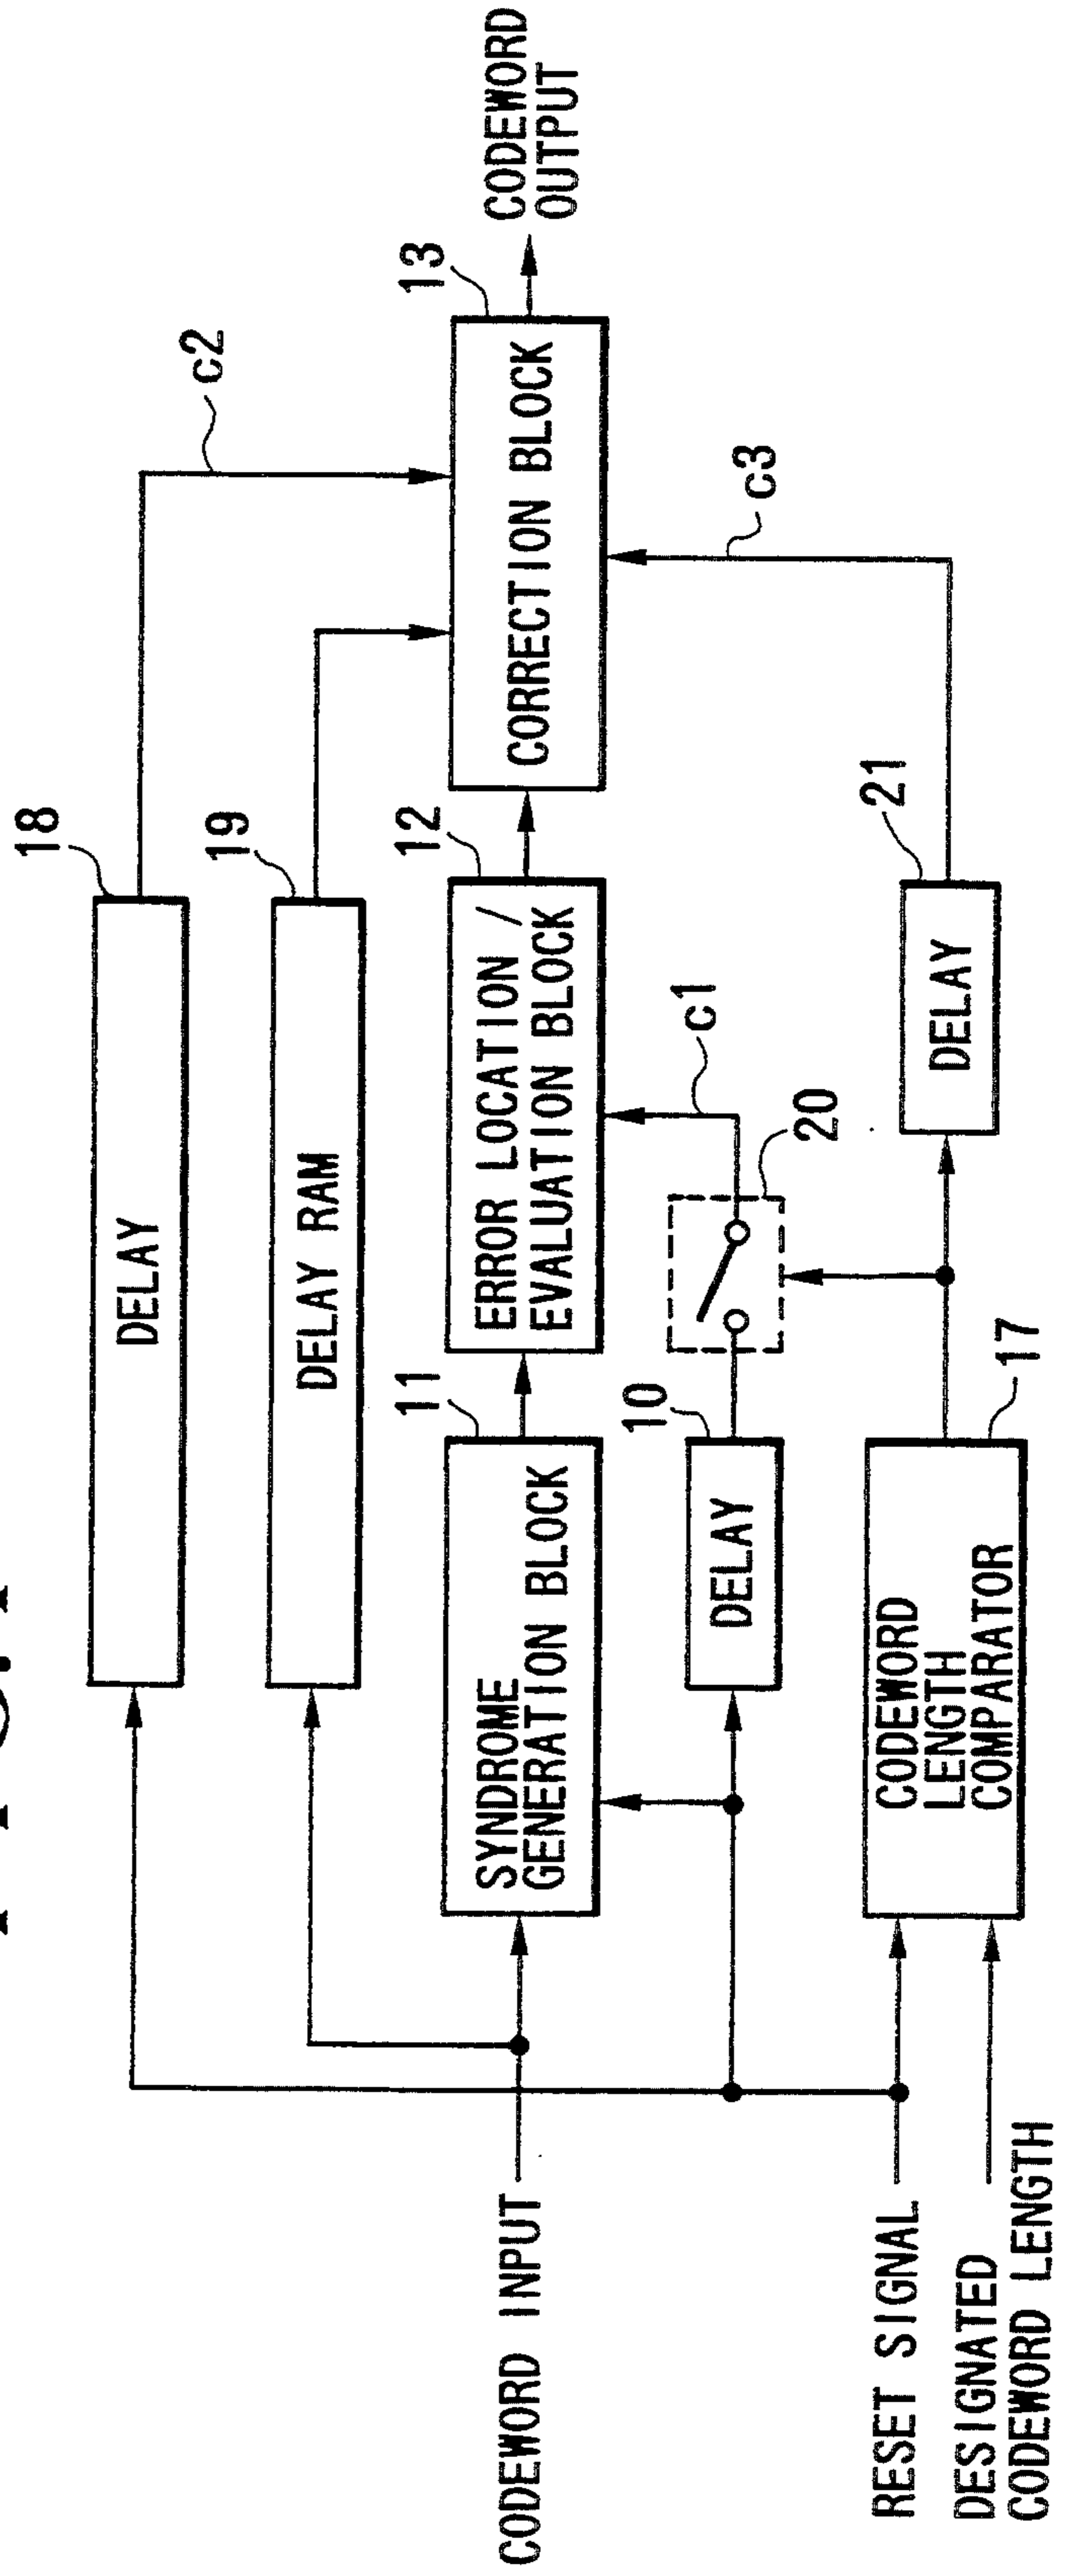 18
DELAY
c2
19
DELAY RAM
CODEWORD INPUT
11
SYNDROME
GENERATION BLOCK
12
ERROR LOCATION /
EVALUATION BLOCK
13
CORRECTION BLOCK
CODEWORD
OUTPUT
10
DELAY
20
c1
c3
RESET SIGNAL
DESIGNATED
CODEWORD LENGTH
CODEWORD
LENGTH
COMPARATOR
17
21
DELAY